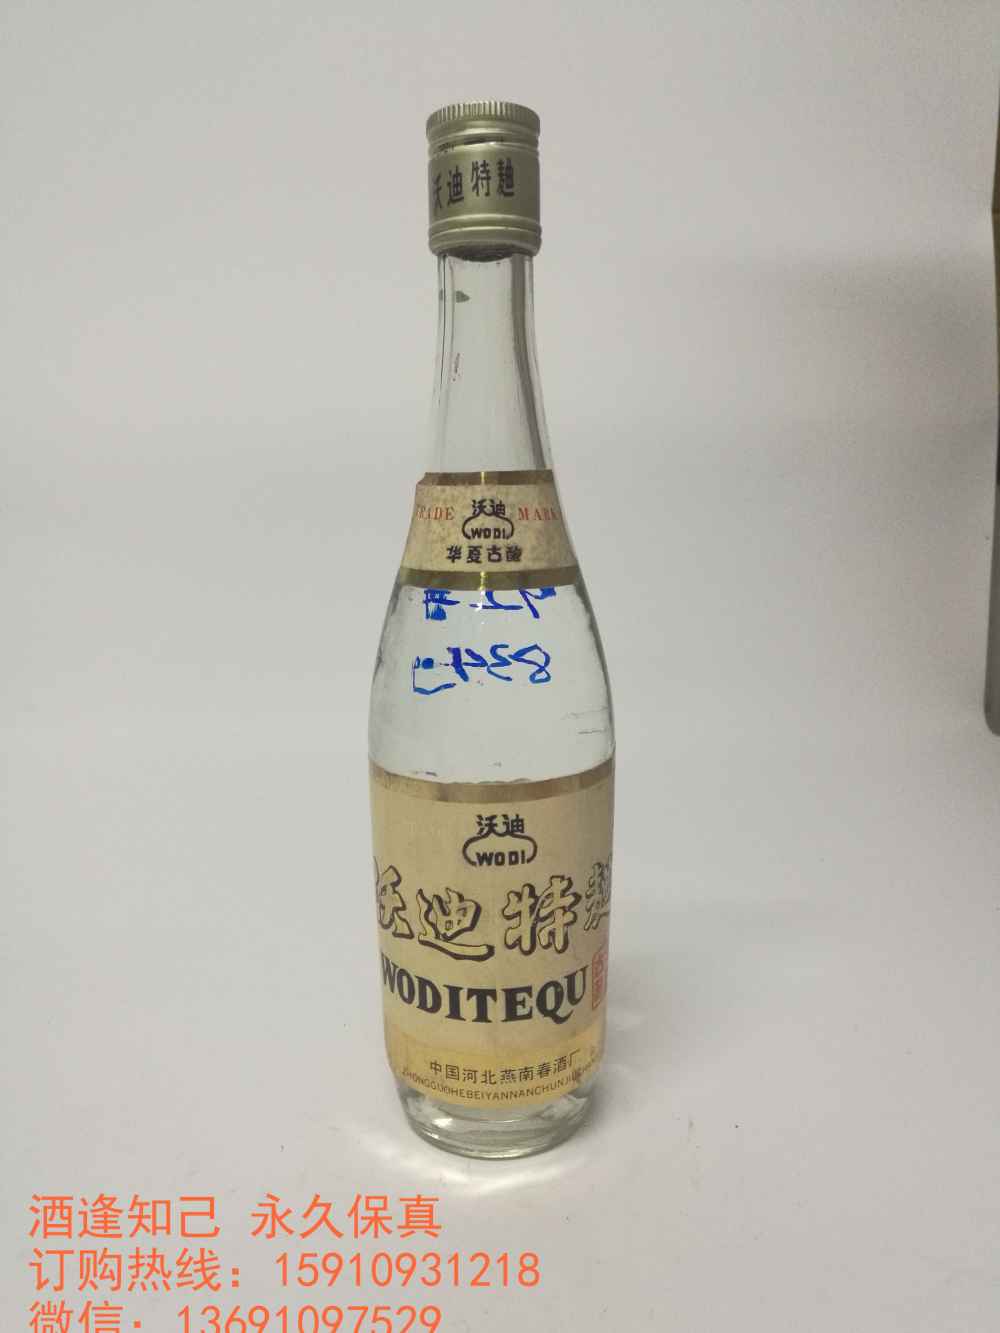 沃迪特麯
TRADE 沃迪 MARK
WODI
华夏古酿
沃迪
WODI
沃迪特麯
WODITEQU
中国河北燕南春酒厂
ZHONGGUOHEBEIYANNANCHUNJIU
酒逢知己 永久保真
订购热线：15910931218
微信：13691097529